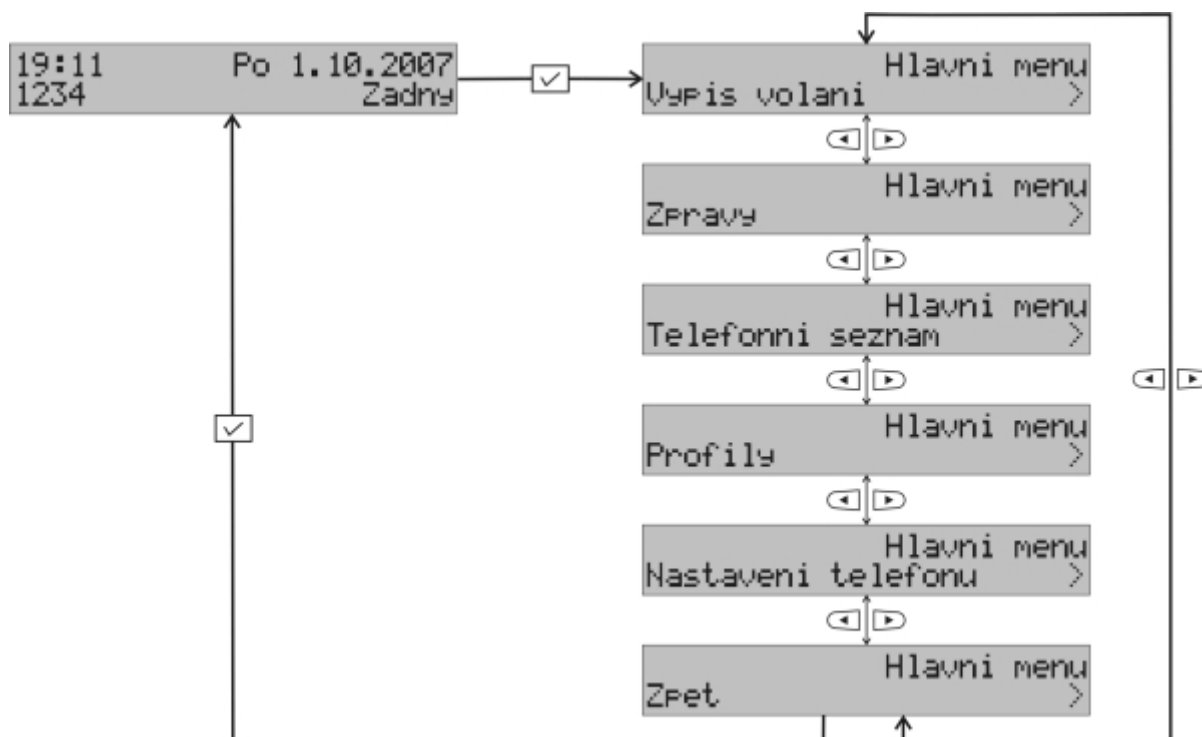 19:11 Po 1.10.2007
1234 Zadny
Hlavni menu
Vypis volani >
Hlavni menu
Zpravy >
Hlavni menu
Telefonni seznam >
Hlavni menu
Profily >
Hlavni menu
Nastaveni telefonu >
Hlavni menu
Zpet >